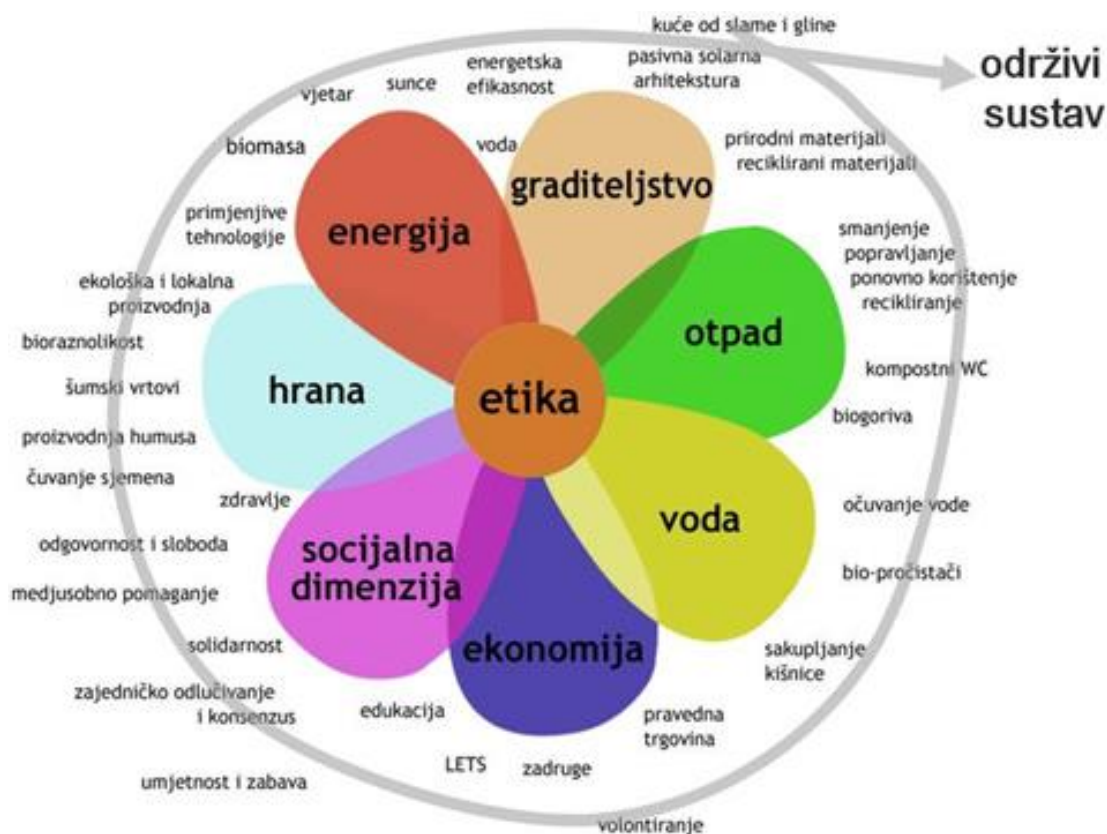 kuće od slame i gline
održivi
sustav
pasivna solarna
arhitektura
energetska
efikasnost
sunce
vjetar
voda
biomasa
prirodni materijali
reciklirani materijali
graditeljstvo
energija
primjenjive
tehnologije
smanjenje
popravljanje
ponovno korištenje
recikliranje
ekološka i lokalna
proizvodnja
otpad
bioraznolikost
kompostni WC
šumski vrtovi
hrana
etika
biogoriva
proizvodnja humusa
čuvanje sjemena
zdravlje
očuvanje vode
voda
odgovornost i sloboda
socijalna
dimenzija
bio-pročistači
medjusobno pomaganje
solidarnost
ekonomija
sakupljanje
kišnice
zajedničko odlučivanje
i konsenzus
edukacija
pravedna
trgovina
LETS
zadruge
umjetnost i zabava
volontiranje